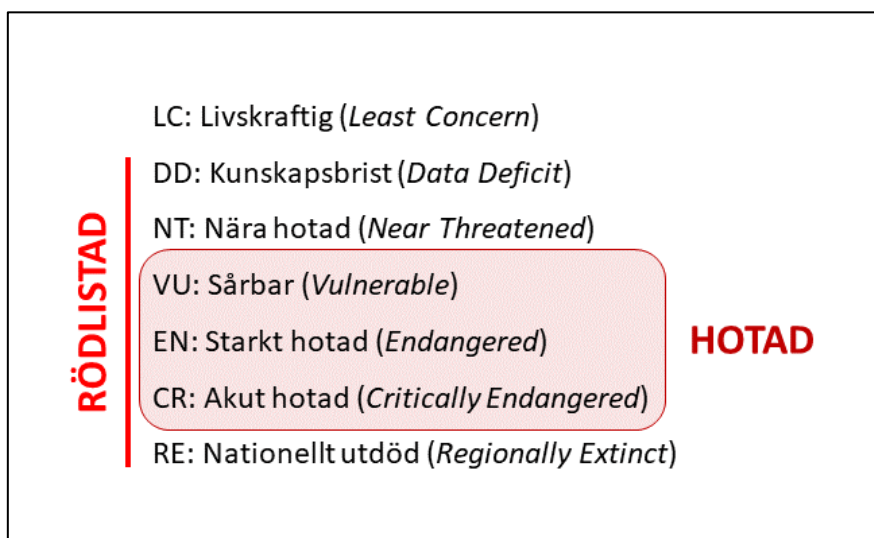 LC: Livskraftig (Least Concern)
DD: Kunskapsbrist (Data Deficit)
NT: Nära hotad (Near Threatened)
VU: Sårbar (Vulnerable)
EN: Starkt hotad (Endangered)
CR: Akut hotad (Critically Endangered)
RE: Nationellt utdöd (Regionally Extinct)
RÖDLISTAD
HOTAD